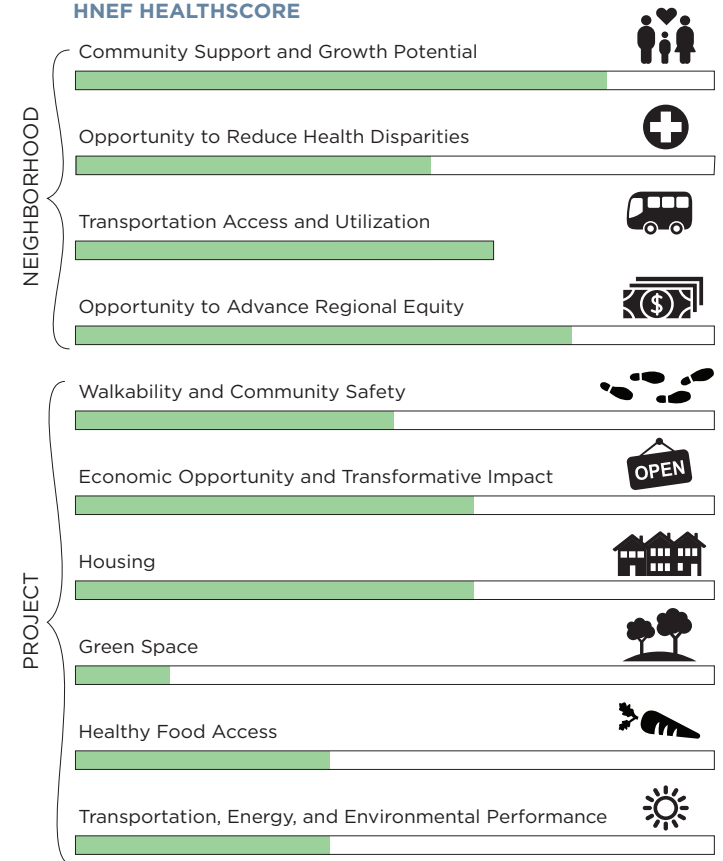 HNEF HEALTHSCORE
NEIGHBORHOOD
Community Support and Growth Potential
Opportunity to Reduce Health Disparities
Transportation Access and Utilization
Opportunity to Advance Regional Equity
$
PROJECT
Walkability and Community Safety
Economic Opportunity and Transformative Impact
OPEN
Housing
Green Space
Healthy Food Access
Transportation, Energy, and Environmental Performance